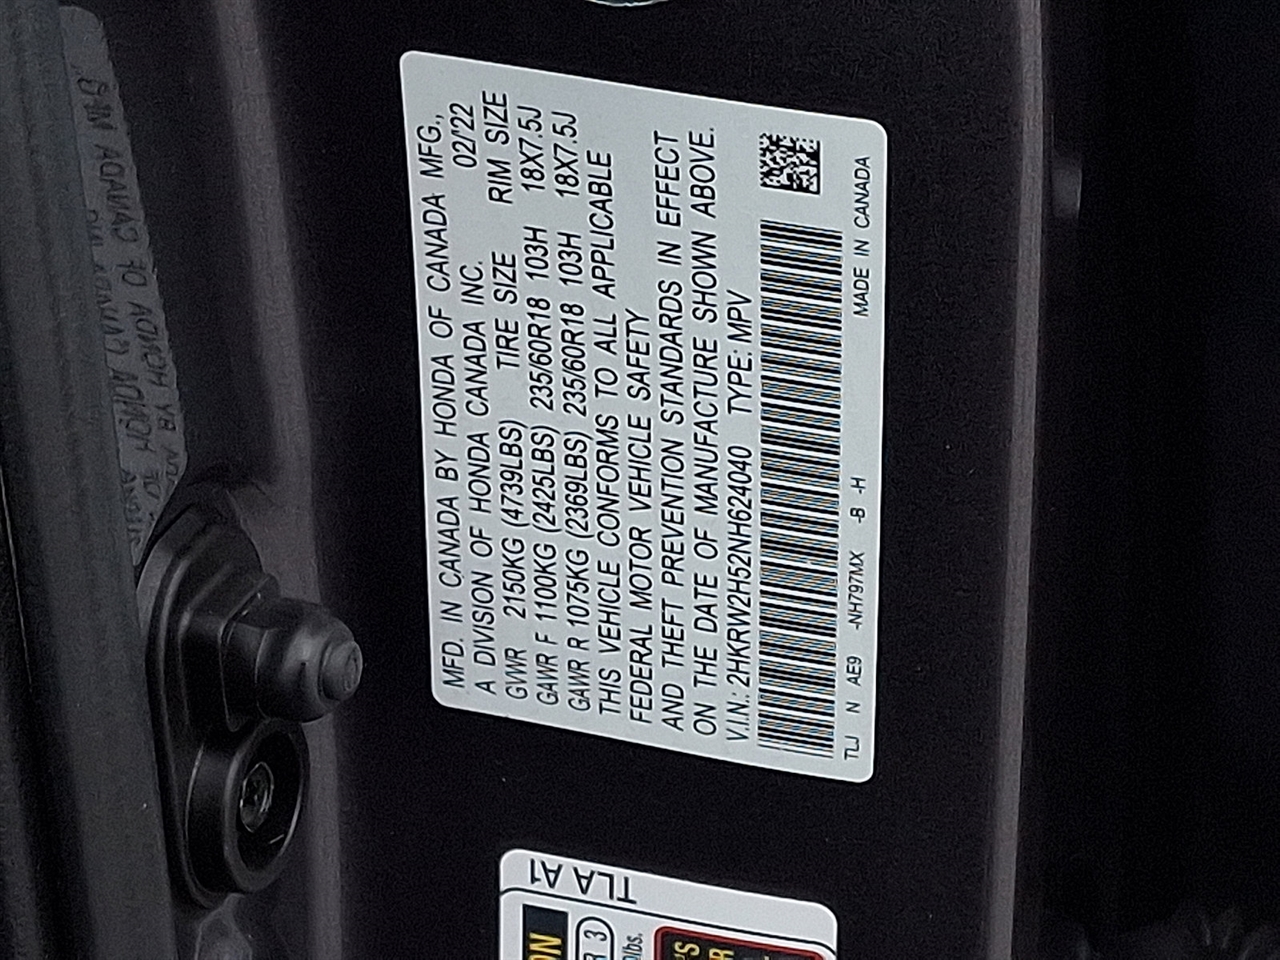 MFD. IN CANADA BY HONDA OF CANADA MFG.,
A DIVISION OF HONDA CANADA INC. 02/'22
GVWR 2150KG (4739LBS) TIRE SIZE RIM SIZE
GAWR F 1100KG (2425LBS) 235/60R18 103H 18X7.5J
GAWR R 1075KG (2369LBS) 235/60R18 103H 18X7.5J
THIS VEHICLE CONFORMS TO ALL APPLICABLE
FEDERAL MOTOR VEHICLE SAFETY
AND THEFT PREVENTION STANDARDS IN EFFECT
ON THE DATE OF MANUFACTURE SHOWN ABOVE.
V.I.N.: 2HKRW2H52NH624040 TYPE: MPV
TLJ N AE9 -NH797MX -B -H MADE IN CANADA
TLA A1